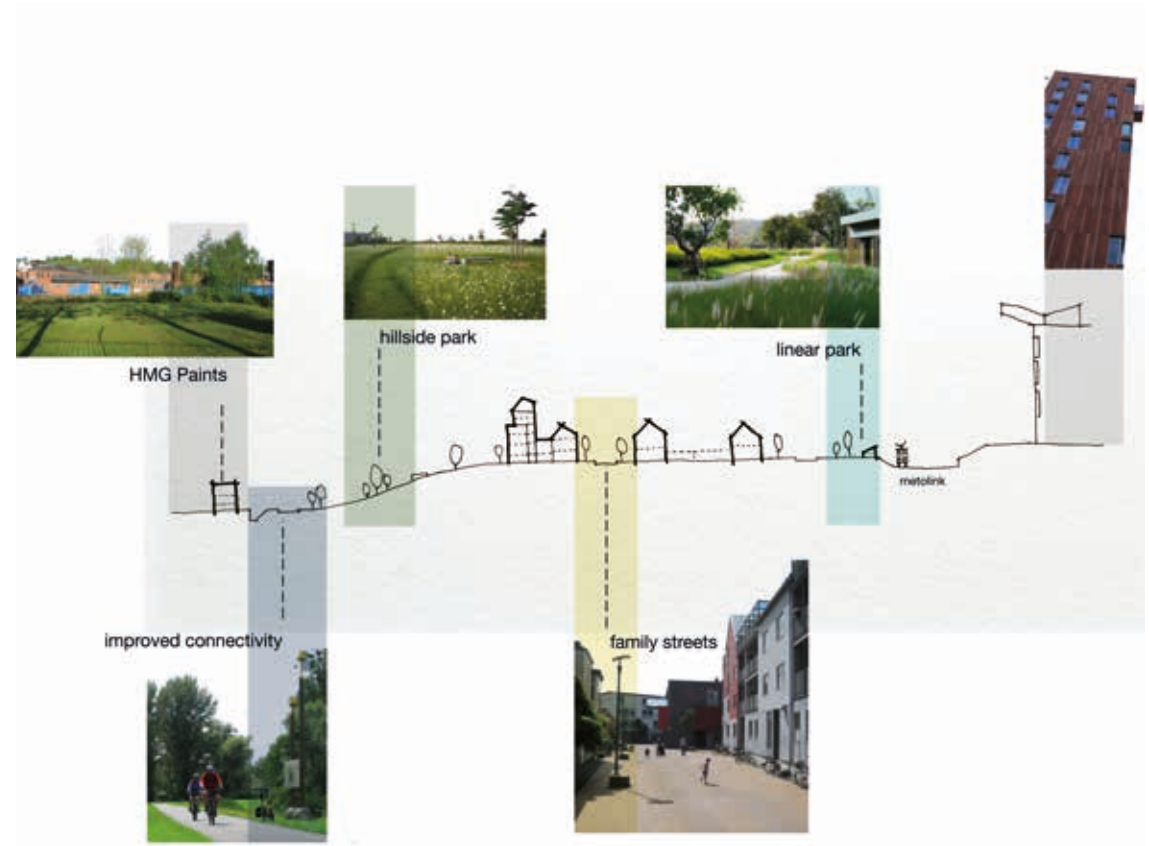 hillside park
linear park
HMG Paints
metolink
improved connectivity
family streets